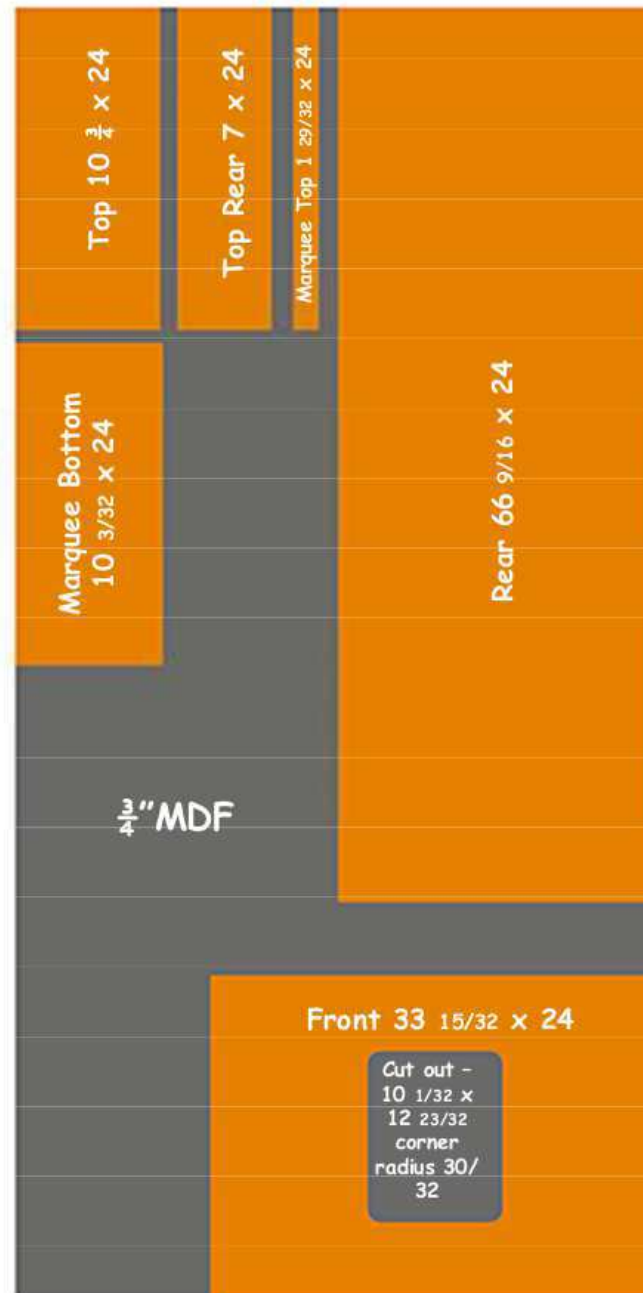 Top 10 ¾ x 24
Top Rear 7 x 24
Marquee Top 1 29/32 x 24
Rear 66 9/16 x 24
Marquee Bottom
10 3/32 x 24
¾"MDF
Front 33 15/32 x 24
Cut out -
10 1/32 x
12 23/32
corner
radius 30/
32